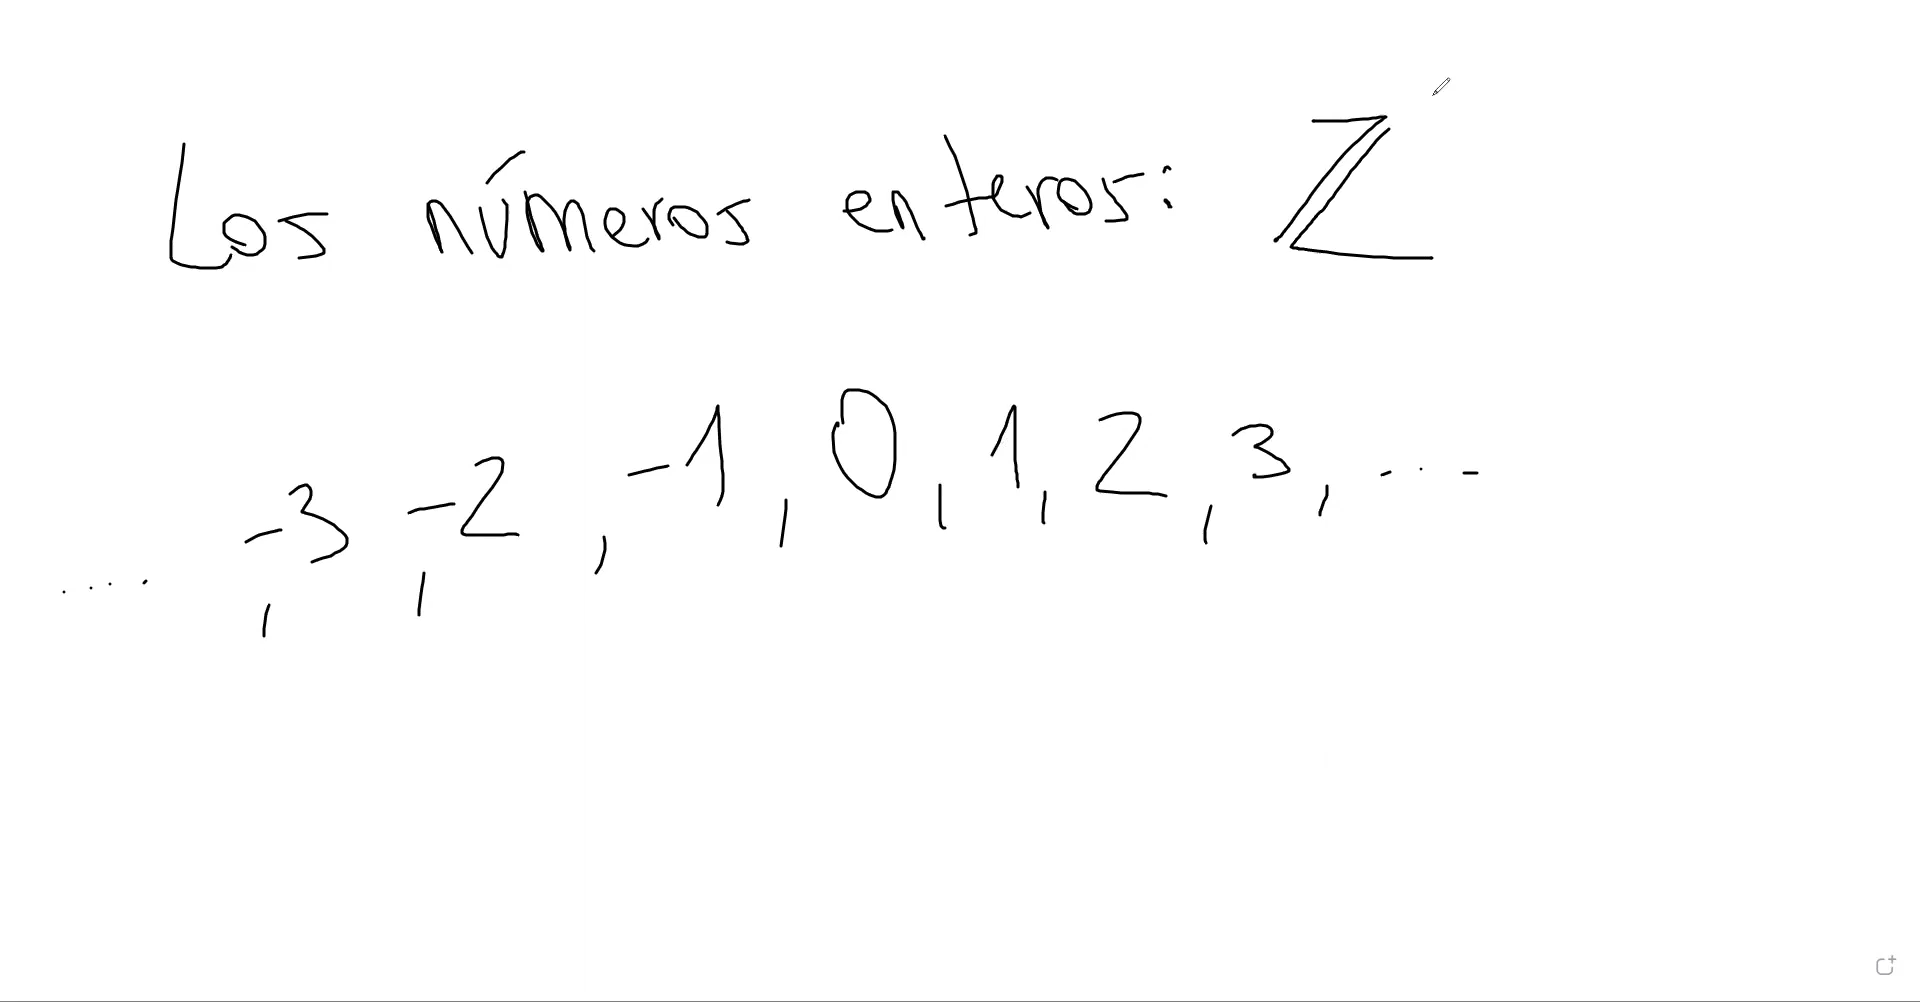 Los números enteros: ℤ
.... -3, -2, -1, 0, 1, 2, 3, ...